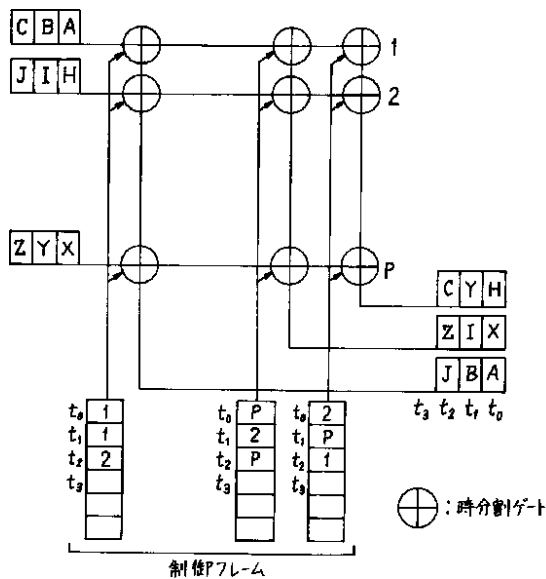 C B A
1
J I H
2
Z Y X
P
C Y H
Z I X
J B A
t₃ t₂ t₁ t₀
t₀ 1
t₁ 1
t₂ 2
t₃
t₀ P
t₁ 2
t₂ P
t₃
t₀ 2
t₁ P
t₂ 1
t₃
:時分割ゲート
制御フレーム